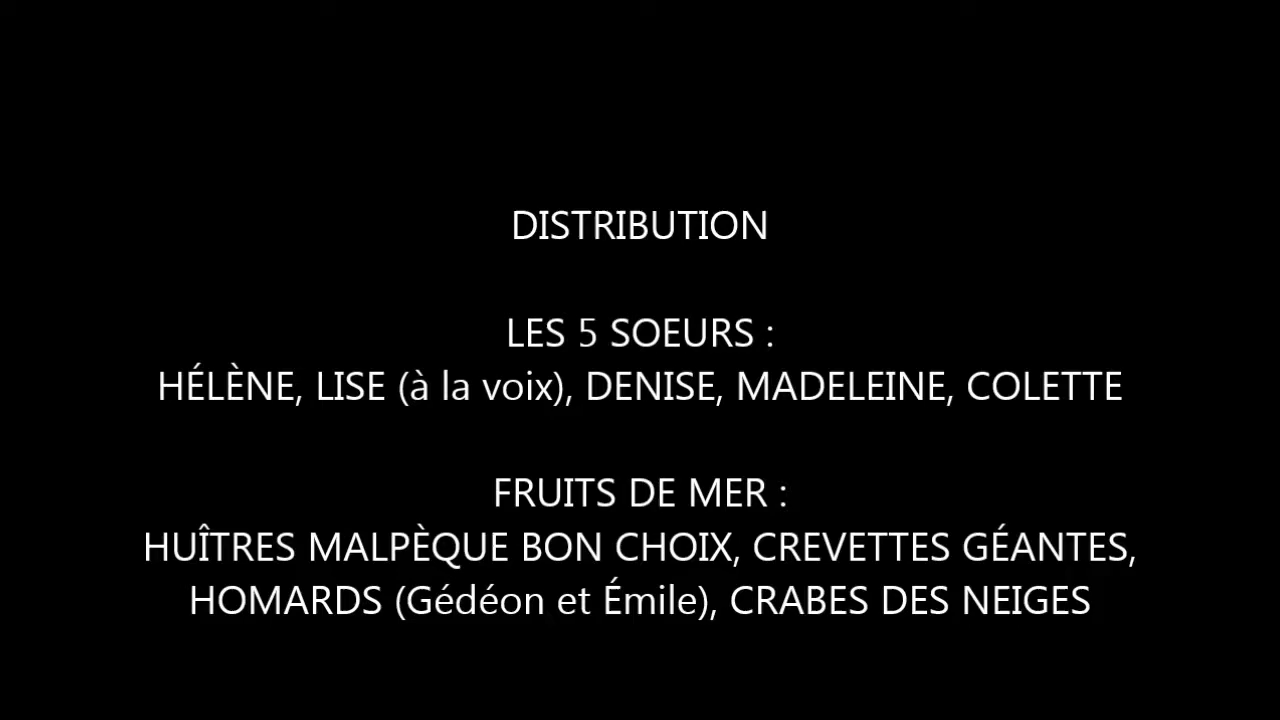 DISTRIBUTION
LES 5 SOEURS :
HÉLÈNE, LISE (à la voix), DENISE, MADELEINE, COLETTE
FRUITS DE MER :
HUÎTRES MALPÈQUE BON CHOIX, CREVETTES GÉANTES,
HOMARDS (Gédéon et Émile), CRABES DES NEIGES